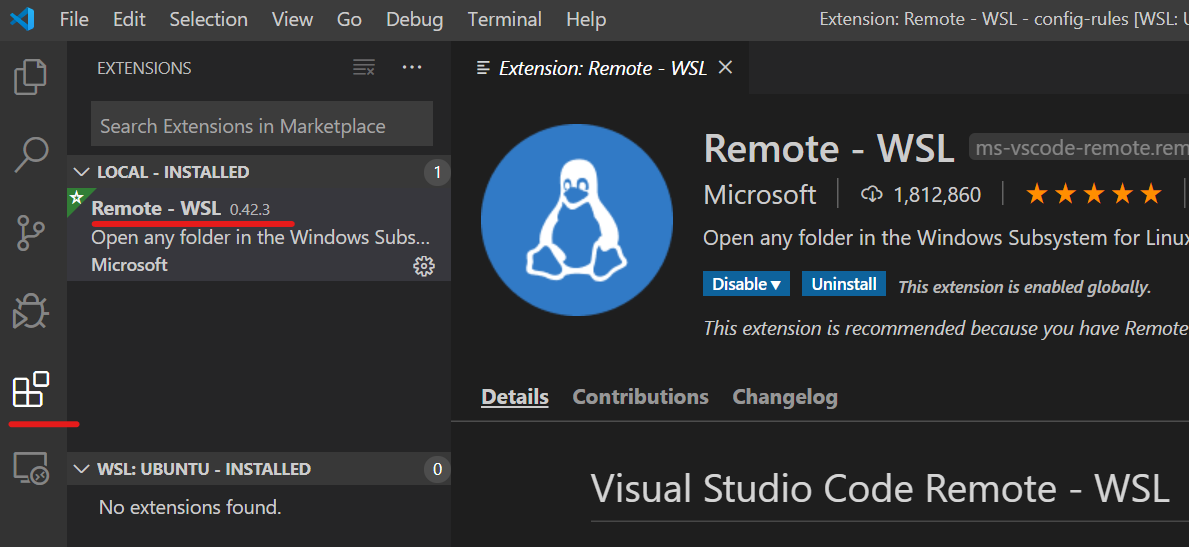 File Edit Selection View Go Debug Terminal Help
Extension: Remote - WSL - config-rules [WSL: U
EXTENSIONS
Search Extensions in Marketplace
LOCAL - INSTALLED 1
Remote - WSL 0.42.3
Open any folder in the Windows Subs...
Microsoft
WSL: UBUNTU - INSTALLED 0
No extensions found.
Extension: Remote - WSL
Remote - WSL ms-vscode-remote.rem
Microsoft 1,812,860
Open any folder in the Windows Subsystem for Linux
Disable Uninstall This extension is enabled globally.
This extension is recommended because you have Remote
Details Contributions Changelog
Visual Studio Code Remote - WSL